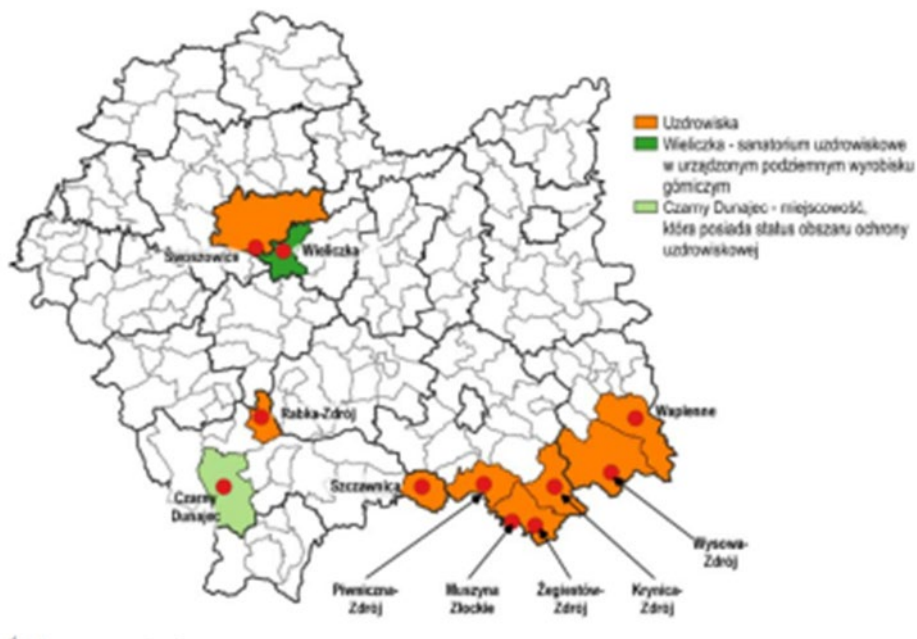 Uzdrowiska
Wieliczka - sanatorium uzdrowiskowe
w urządzonym podziemnym wyrobisku
górniczym
Czarny Dunajec - miejscowość,
która posiada status obszaru ochrony
uzdrowiskowej
Swoszowice
Wieliczka
Rabka-Zdrój
Wapienne
Szczawnica
Czarny
Dunajec
Wysowa-
Zdrój
Piwniczna-
Zdrój
Muszyna
Złockie
Żegiestów-
Zdrój
Krynica-
Zdrój